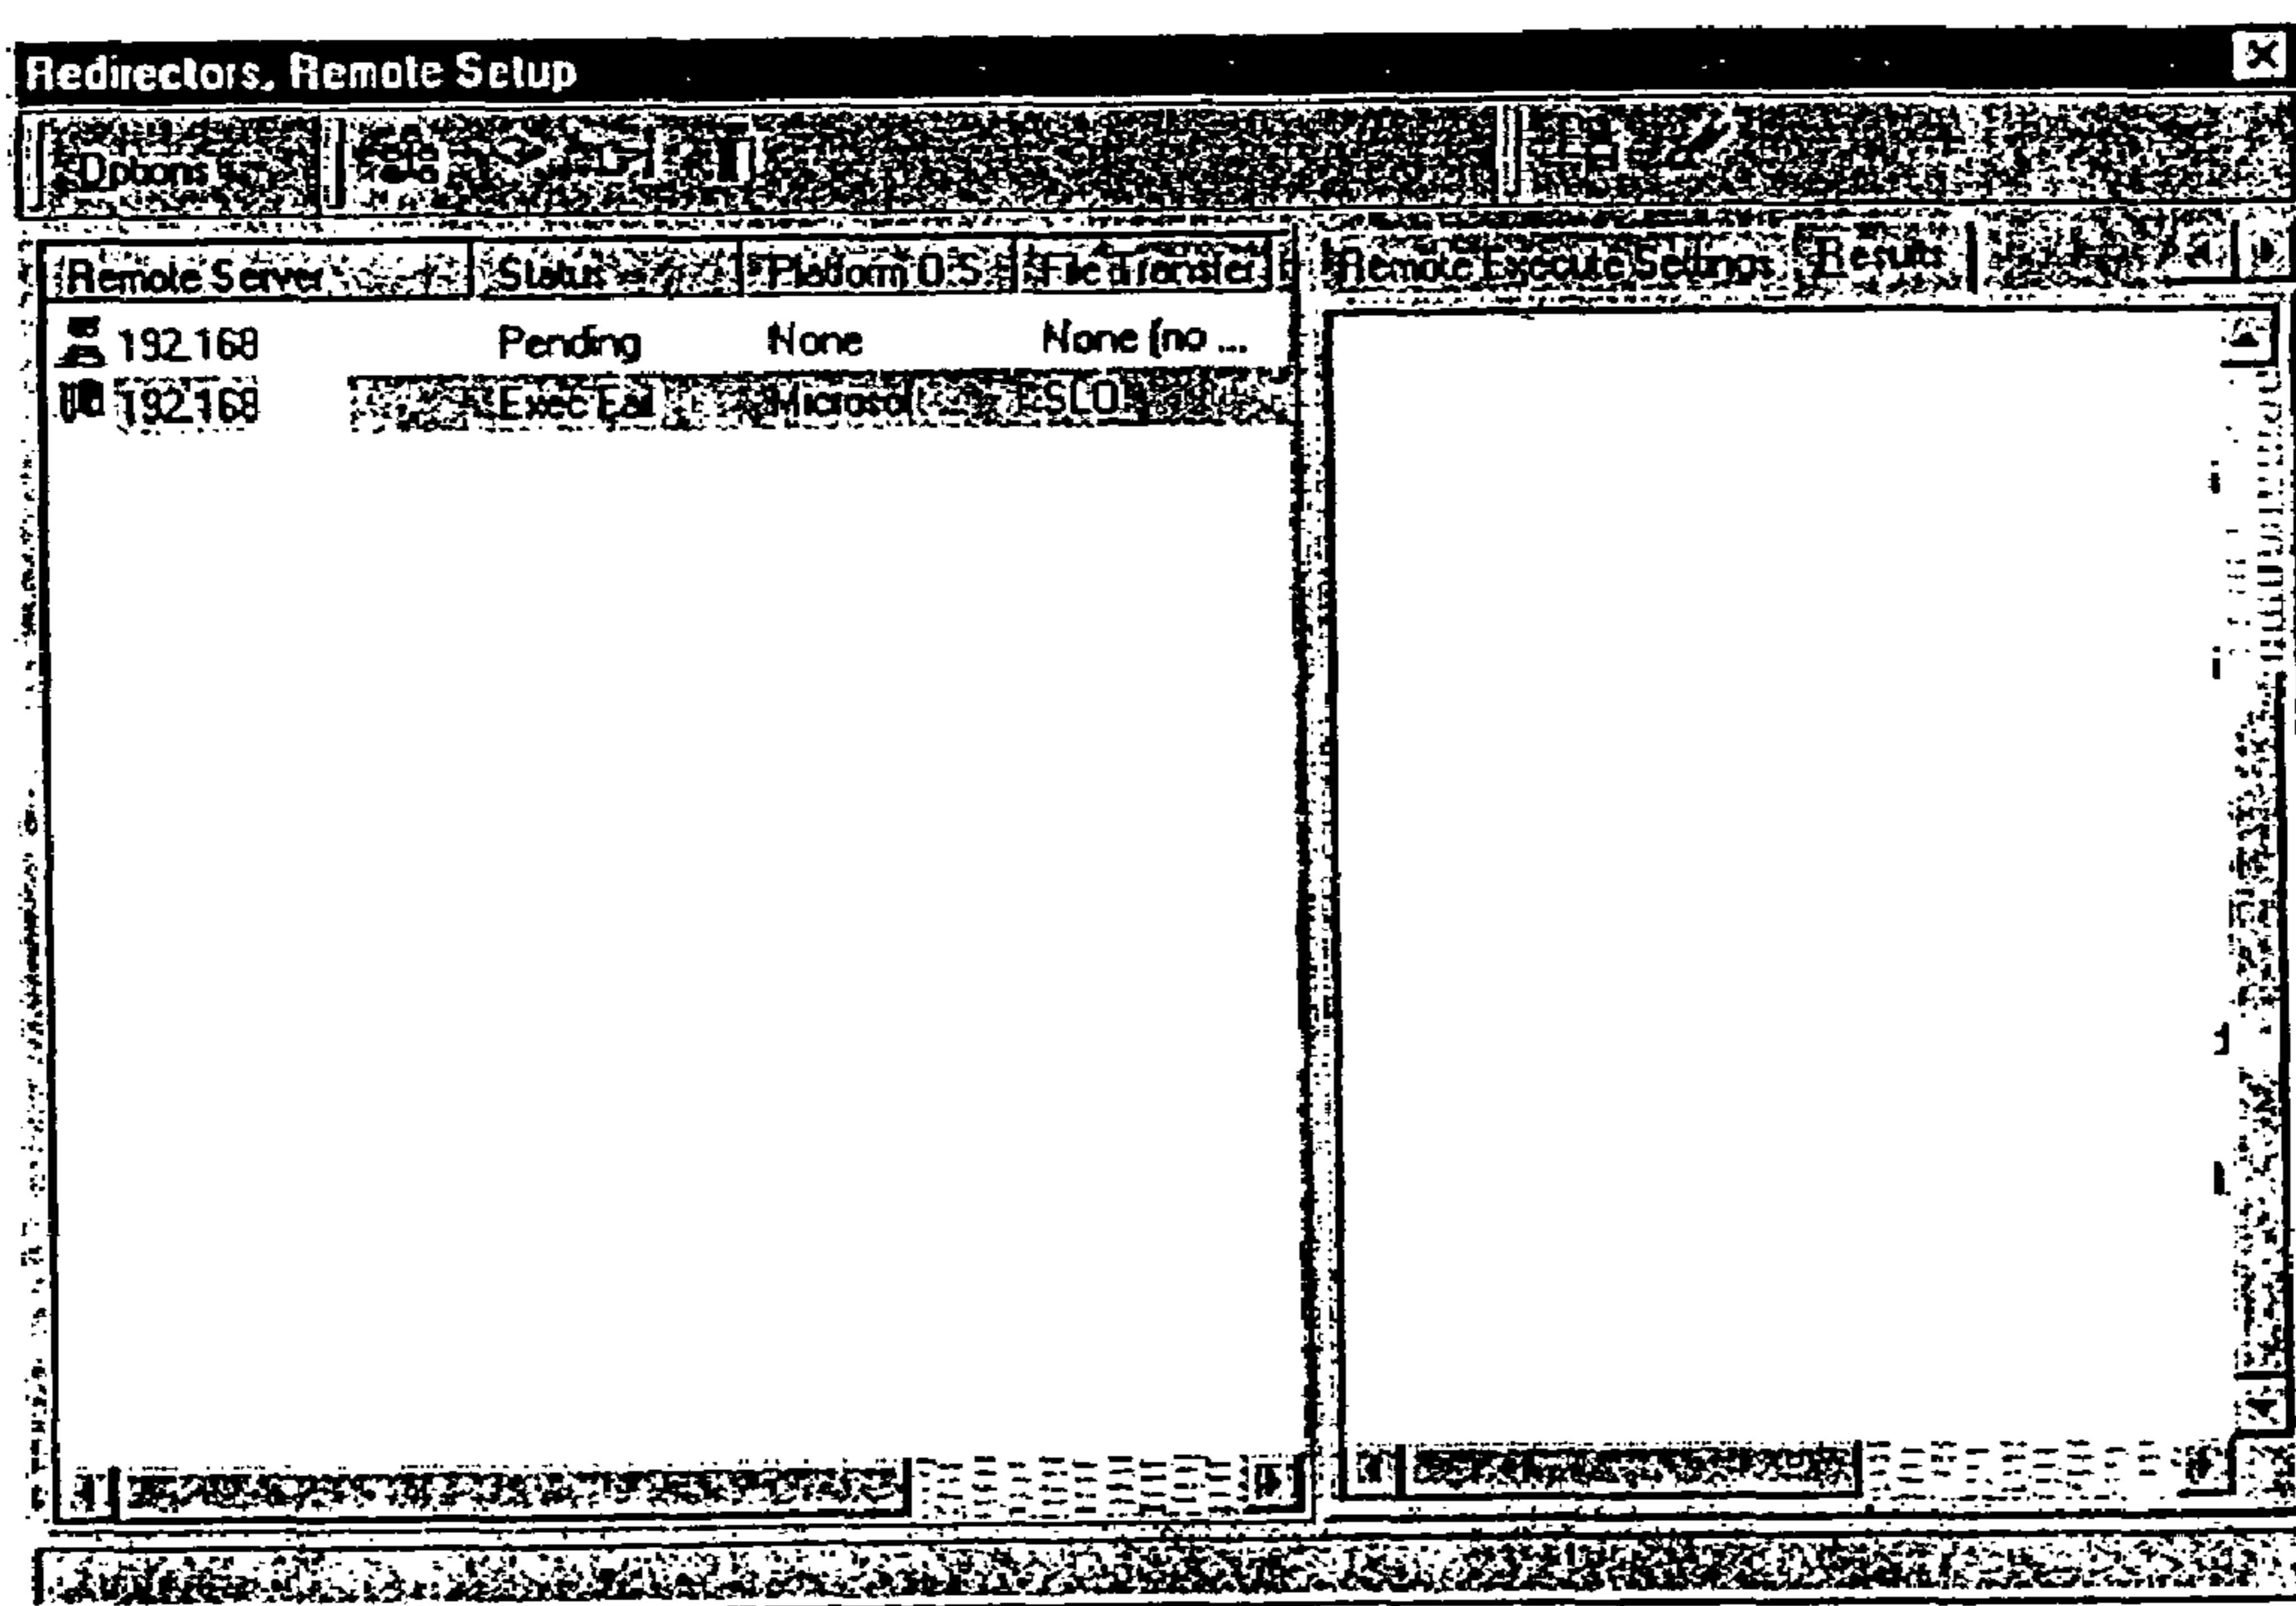 Redirectors, Remote Setup
Options
Remote Server Status Platform O.S File Transfer
Remote Execute Settings Results
192.168 Pending None None (no ...
192.168 Exec Fail Microsof